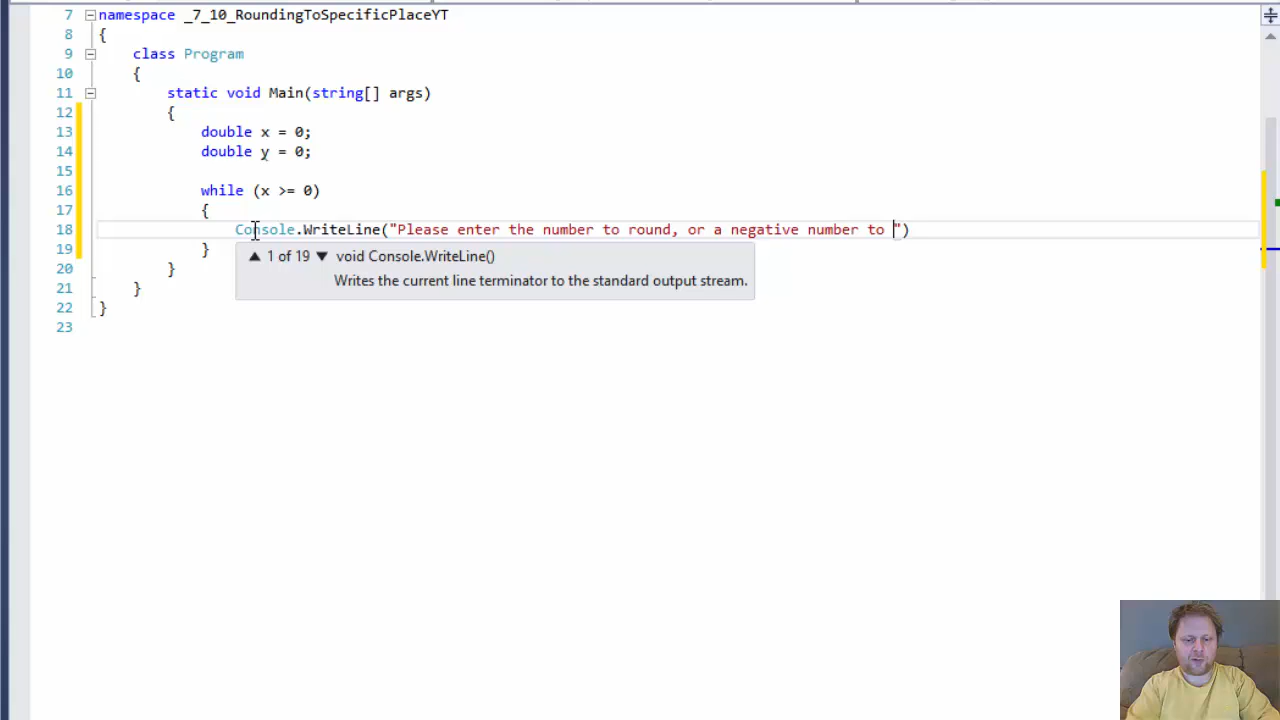 7 namespace _7_10_RoundingToSpecificPlaceYT
8 {
9 class Program
10 {
11 static void Main(string[] args)
12 {
13 double x = 0;
14 double y = 0;
15
16 while (x >= 0)
17 {
18 Console.WriteLine("Please enter the number to round, or a negative number to ")
19 }
▲ 1 of 19 ▼ void Console.WriteLine()
20 }
Writes the current line terminator to the standard output stream.
21 }
22 }
23